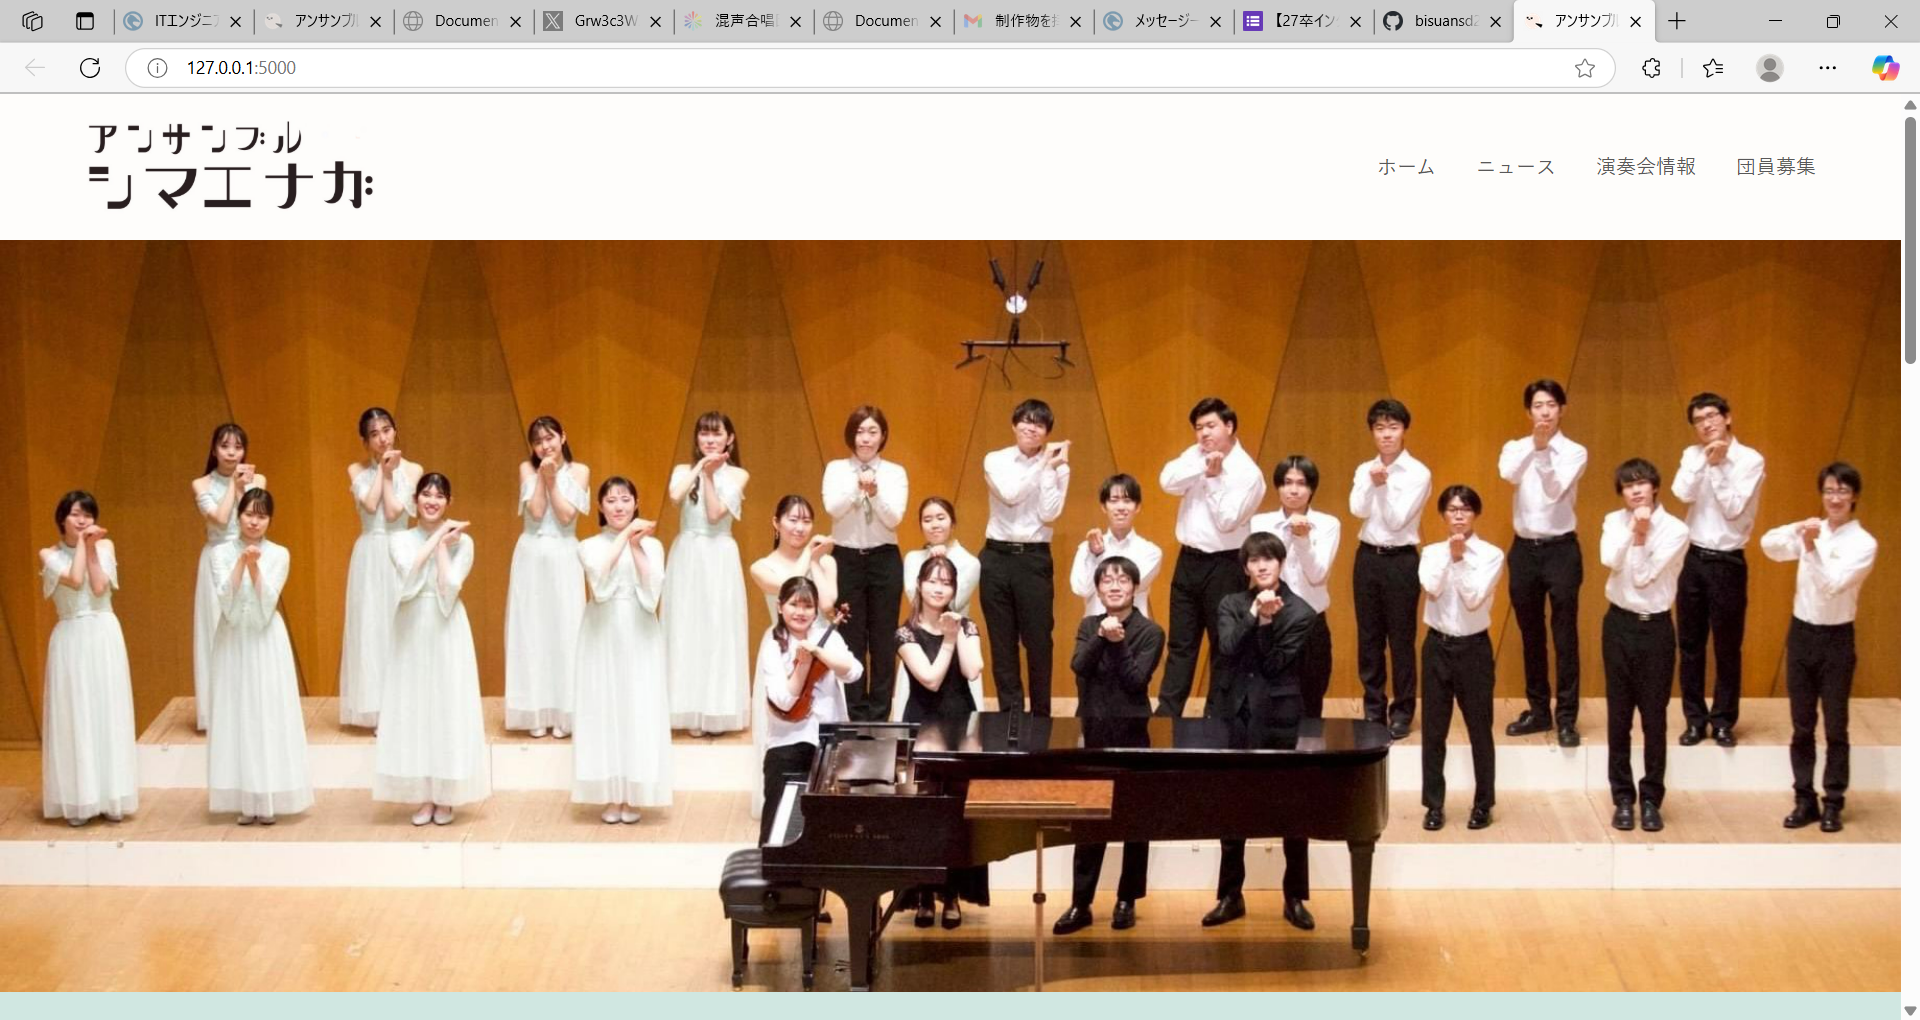 ITエンジニア
アンサンブル
Documen
Grw3c3W
混声合唱
Documen
制作物を
メッセージ
【27卒イン
bisuansd
アンサンブル
127.0.0.1:5000
アンサンブル
シマエナガ
ホーム
ニュース
演奏会情報
団員募集